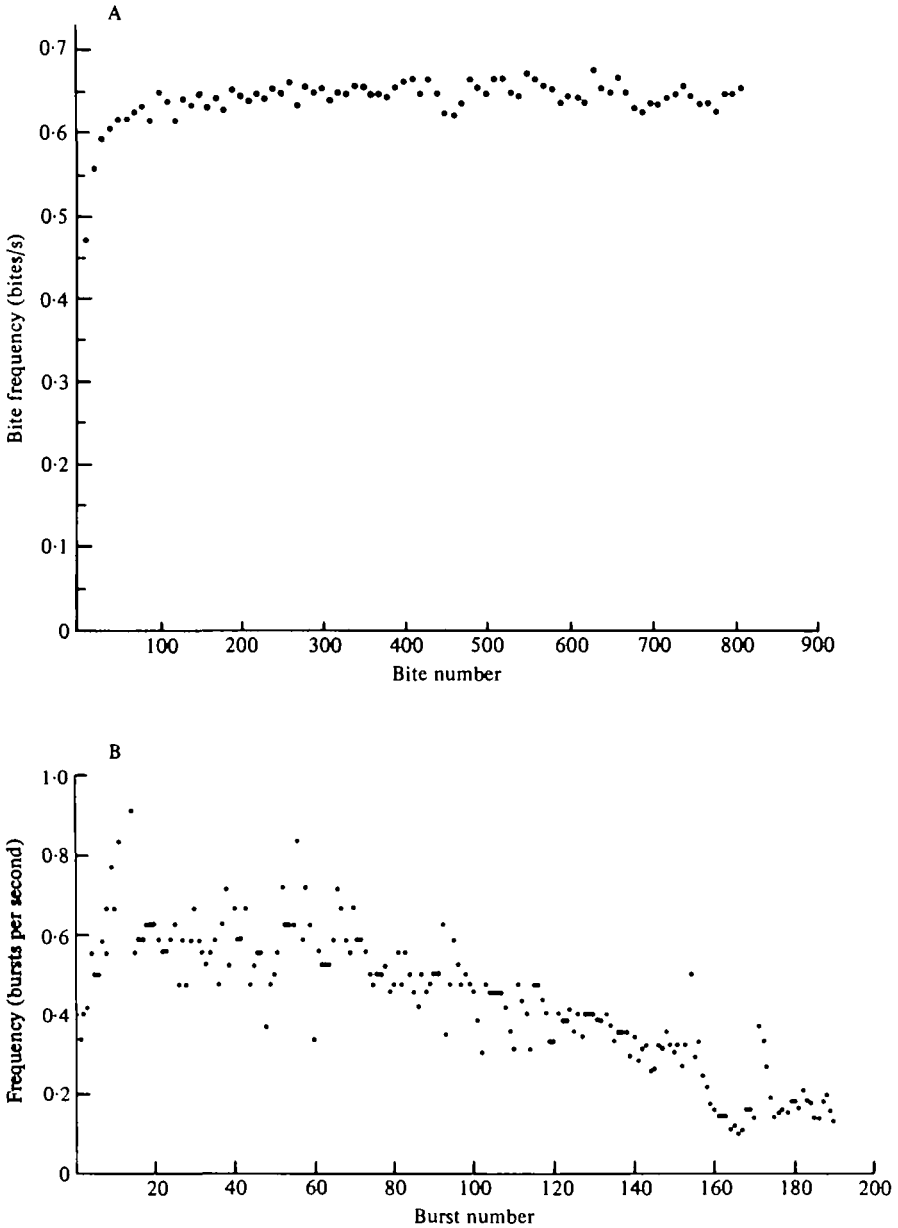 A
0·7
0·6
0·5
0·4
0·3
0·2
0·1
0
Bite frequency (bites/s)
100 200 300 400 500 600 700 800 900
Bite number
B
1·0
0·8
0·6
0·4
0·2
0
Frequency (bursts per second)
20 40 60 80 100 120 140 160 180 200
Burst number